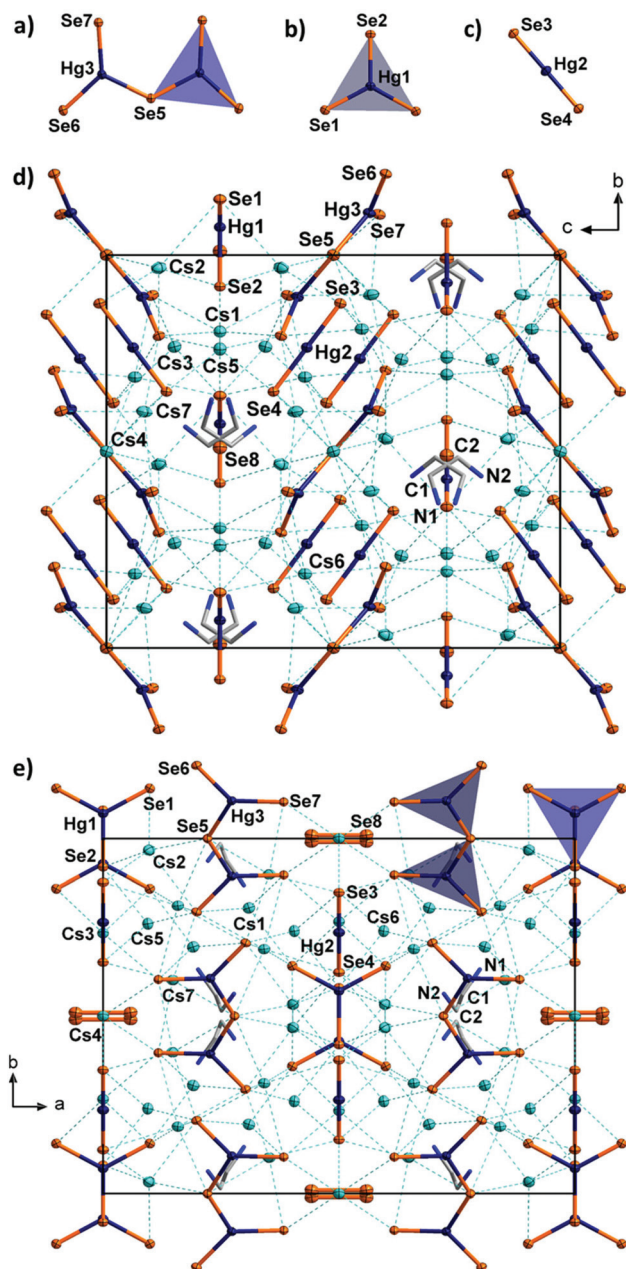 a) Se7 b) Se2 c) Se3
Hg3 Hg1 Hg2
Se6 Se5 Se1 Se4
d) Se1 Se6 b
Hg1 Hg3
Se5 Se7 c
Cs2
Se2 Se3
Cs1
Cs3 Cs5 Hg2
Cs7 Se4
Cs4 Se8 C2
C1 N2
N1
Cs6
e) Se6
Se1 Se7 Se8
Hg1 Hg3
Se5
Se2
Cs2
Se3
Cs3 Cs5 Cs1 Cs6
Hg2
Se4 N1
Cs7 N2 C1
C2
Cs4
b
a